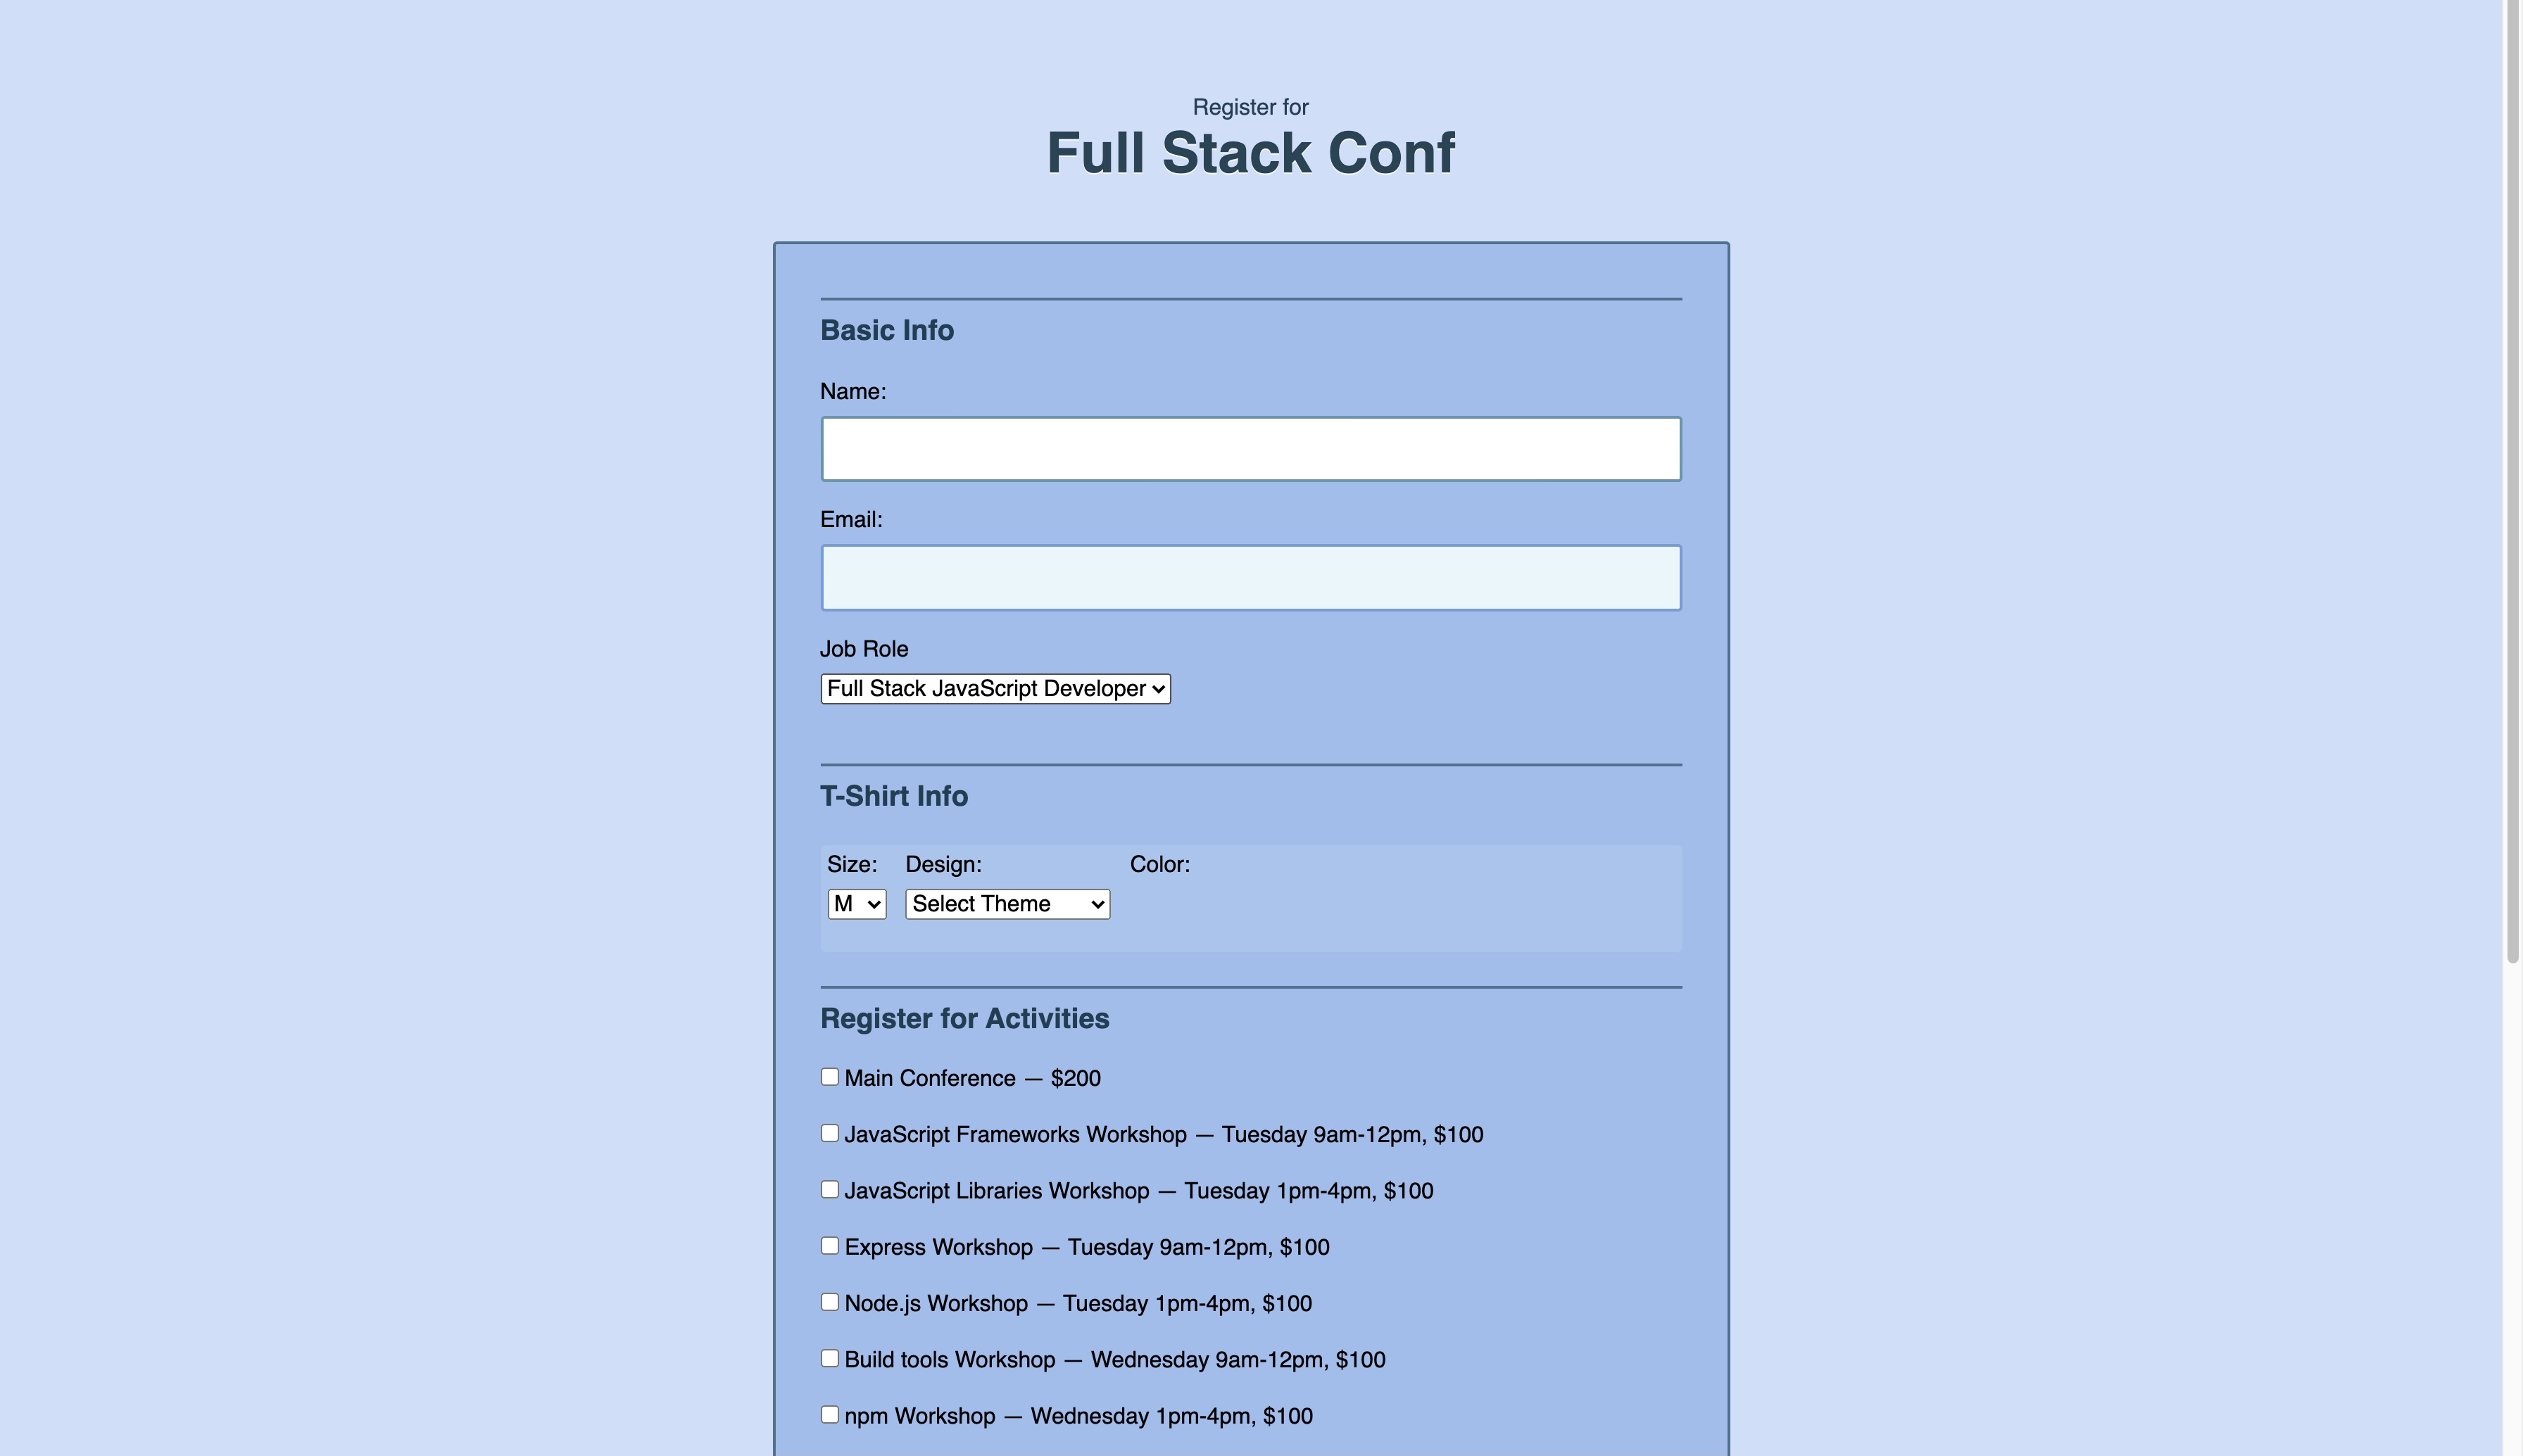 Register for
Full Stack Conf
Basic Info
Name:
Email:
Job Role
Full Stack JavaScript Developer
T-Shirt Info
Size: Design: Color:
M Select Theme
Register for Activities
Main Conference — $200
JavaScript Frameworks Workshop — Tuesday 9am-12pm, $100
JavaScript Libraries Workshop — Tuesday 1pm-4pm, $100
Express Workshop — Tuesday 9am-12pm, $100
Node.js Workshop — Tuesday 1pm-4pm, $100
Build tools Workshop — Wednesday 9am-12pm, $100
npm Workshop — Wednesday 1pm-4pm, $100